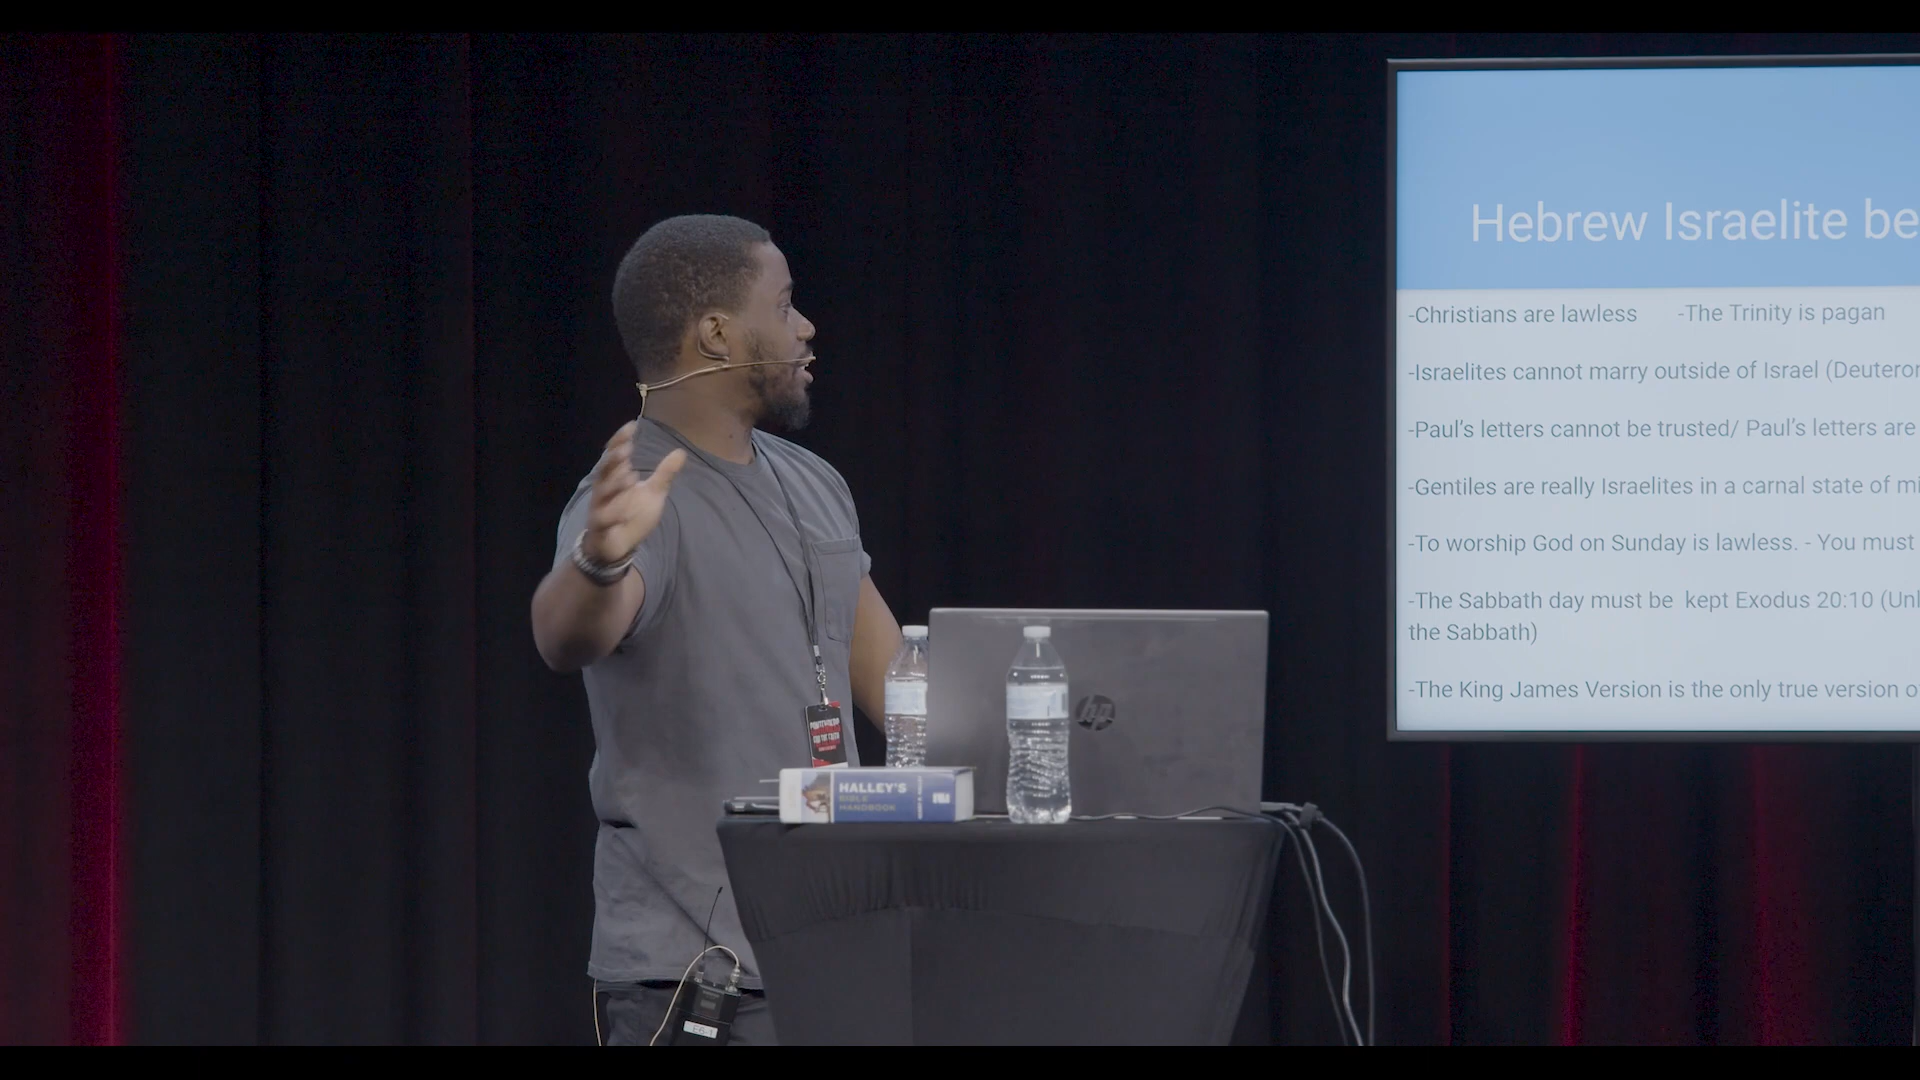 Hebrew Israelite be
-Christians are lawless -The Trinity is pagan
-Israelites cannot marry outside of Israel (Deuteron
-Paul's letters cannot be trusted/ Paul's letters are
-Gentiles are really Israelites in a carnal state of mi
-To worship God on Sunday is lawless. - You must
-The Sabbath day must be kept Exodus 20:10 (Unl
the Sabbath)
-The King James Version is the only true version o
hp
HALLEY'S
BIBLE
HANDBOOK
FOR THE TRUTH